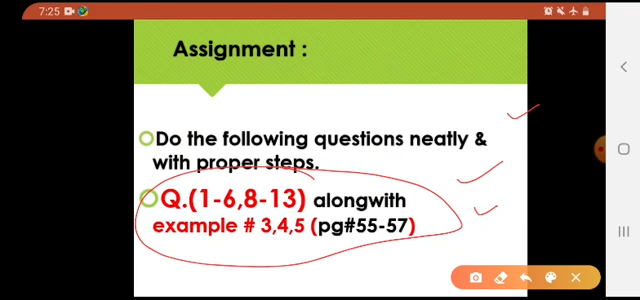 7:25
Assignment :
Do the following questions neatly &
with proper steps.
Q.(1-6,8-13) alongwith
example # 3,4,5 (pg#55-57)